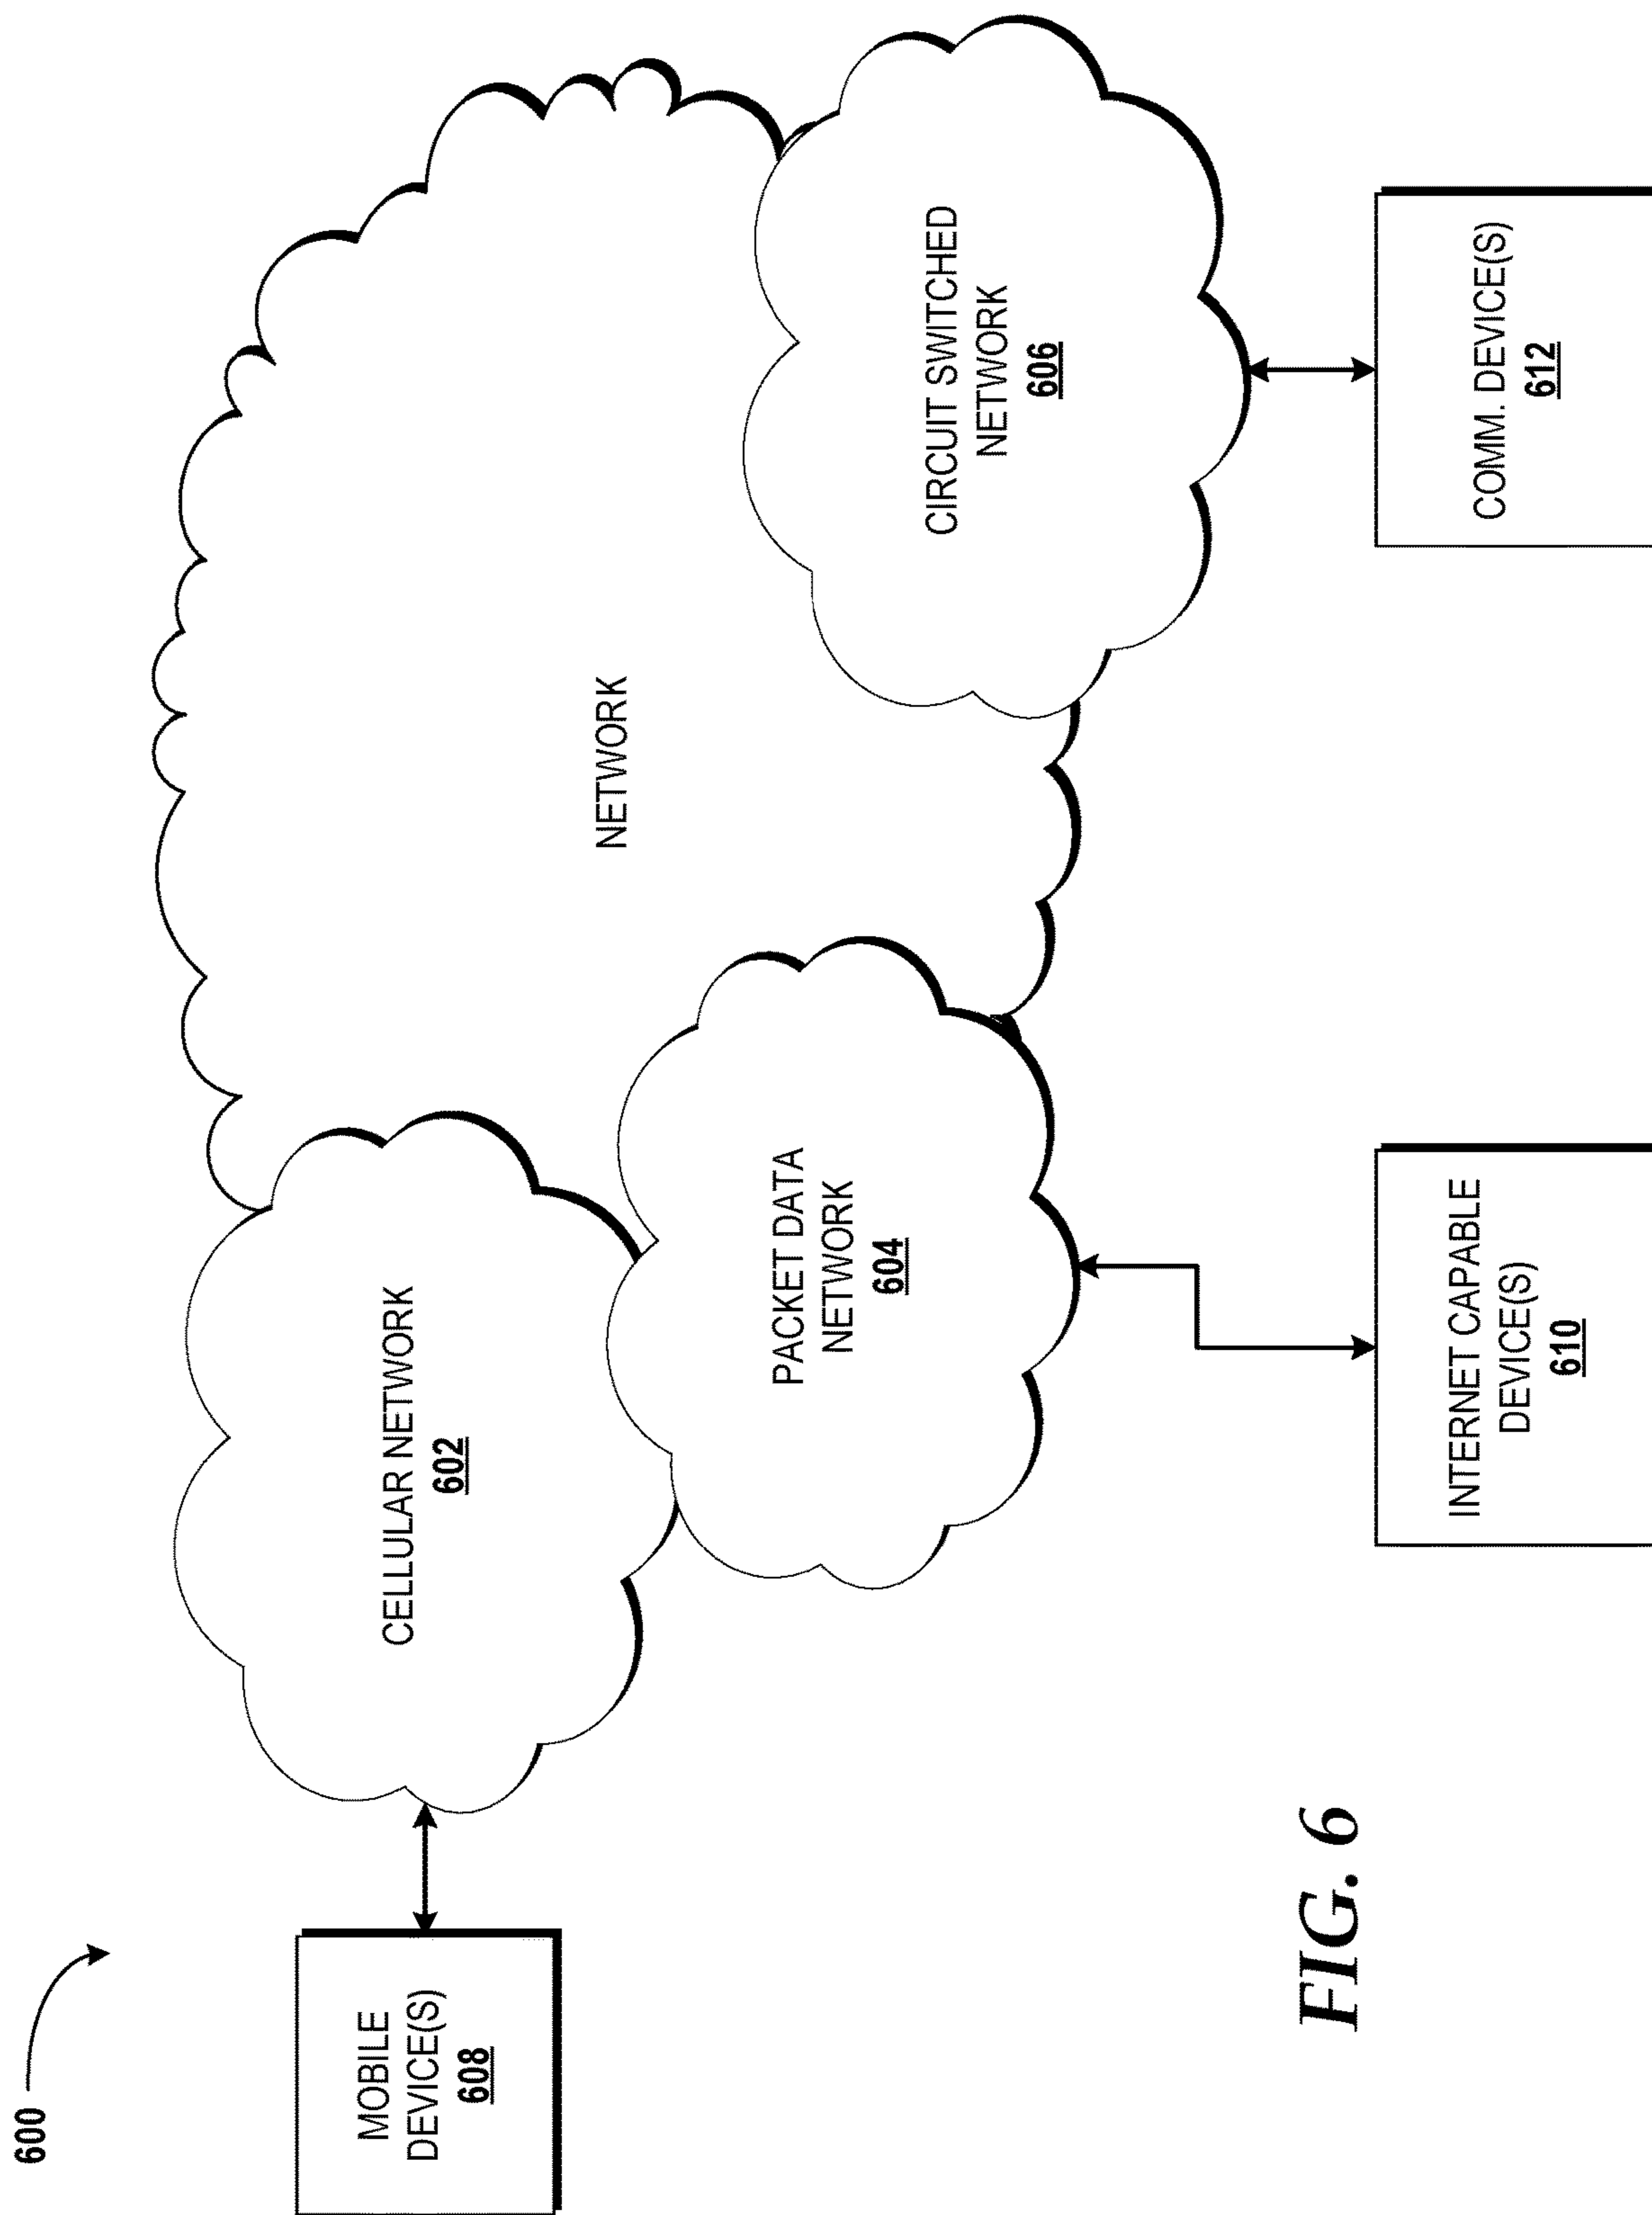 600
MOBILE
DEVICE(S)
608
CELLULAR NETWORK
602
NETWORK
PACKET DATA
NETWORK
604
CIRCUIT SWITCHED
NETWORK
606
INTERNET CAPABLE
DEVICE(S)
610
COMM. DEVICE(S)
612
FIG. 6